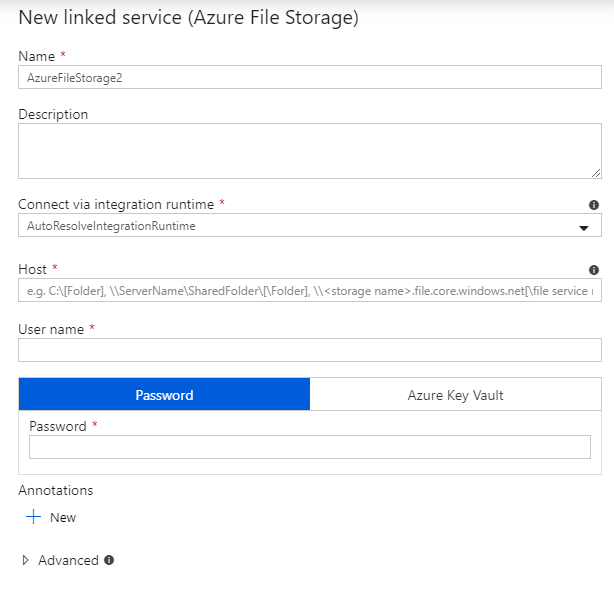 New linked service (Azure File Storage)
Name *
AzureFileStorage2
Description
Connect via integration runtime *
AutoResolveIntegrationRuntime
Host *
e.g. C:\[Folder], \\ServerName\SharedFolder\[\Folder], \\<storage name>.file.core.windows.net[\file service
User name *
Password
Azure Key Vault
Password *
Annotations
New
Advanced